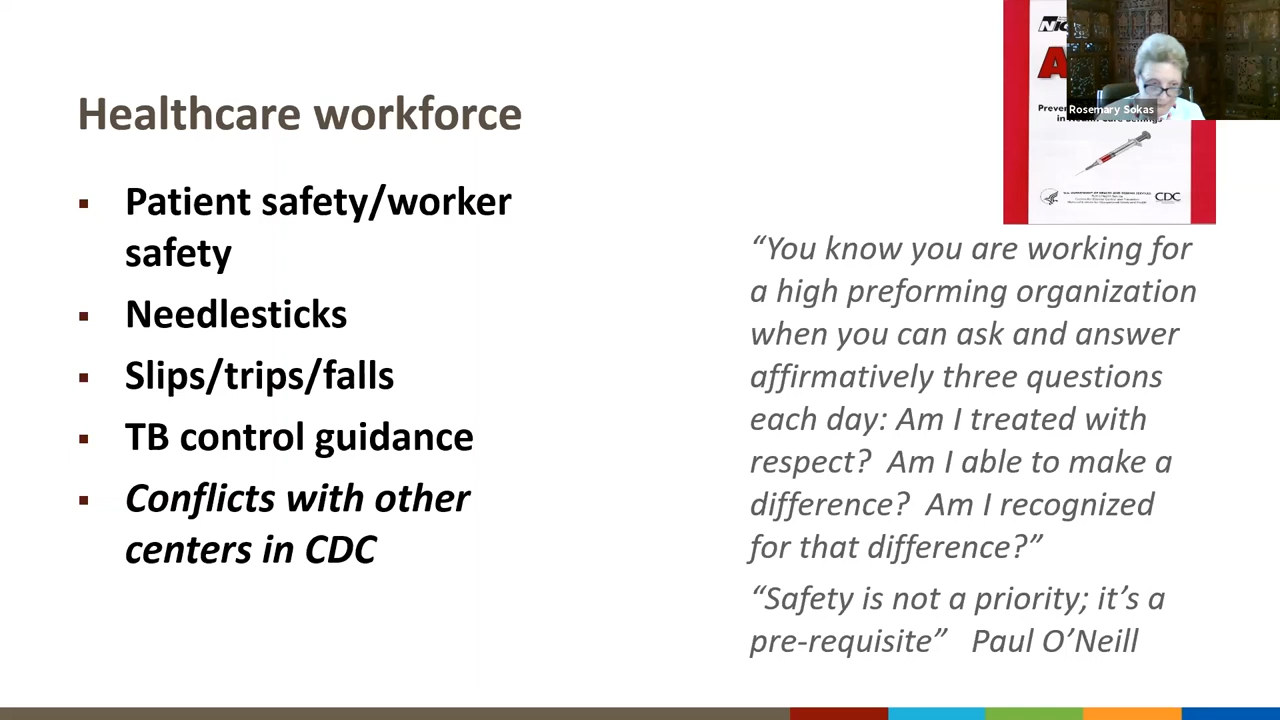 Healthcare workforce
▪ Patient safety/worker
safety
▪ Needlesticks
▪ Slips/trips/falls
▪ TB control guidance
▪ Conflicts with other
centers in CDC
Rosemary Sokas
CDC
“You know you are working for
a high preforming organization
when you can ask and answer
affirmatively three questions
each day: Am I treated with
respect? Am I able to make a
difference? Am I recognized
for that difference?”
“Safety is not a priority; it’s a
pre-requisite” Paul O’Neill